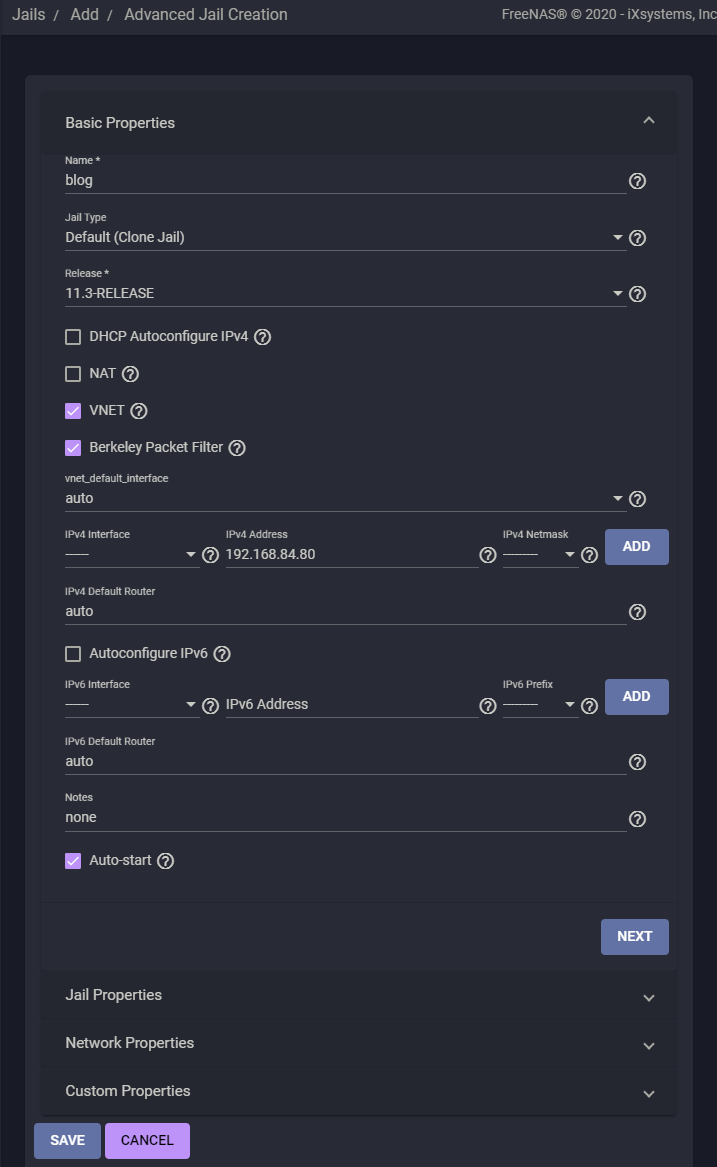 Jails / Add / Advanced Jail Creation FreeNAS® © 2020 - iXsystems, Inc
Basic Properties
Name *
blog
Jail Type
Default (Clone Jail)
Release *
11.3-RELEASE
DHCP Autoconfigure IPv4
NAT
VNET
Berkeley Packet Filter
vnet_default_interface
auto
IPv4 Interface IPv4 Address IPv4 Netmask
------ 192.168.84.80 --------- ADD
IPv4 Default Router
auto
Autoconfigure IPv6
IPv6 Interface IPv6 Prefix
------ IPv6 Address --------- ADD
IPv6 Default Router
auto
Notes
none
Auto-start
NEXT
Jail Properties
Network Properties
Custom Properties
SAVE CANCEL